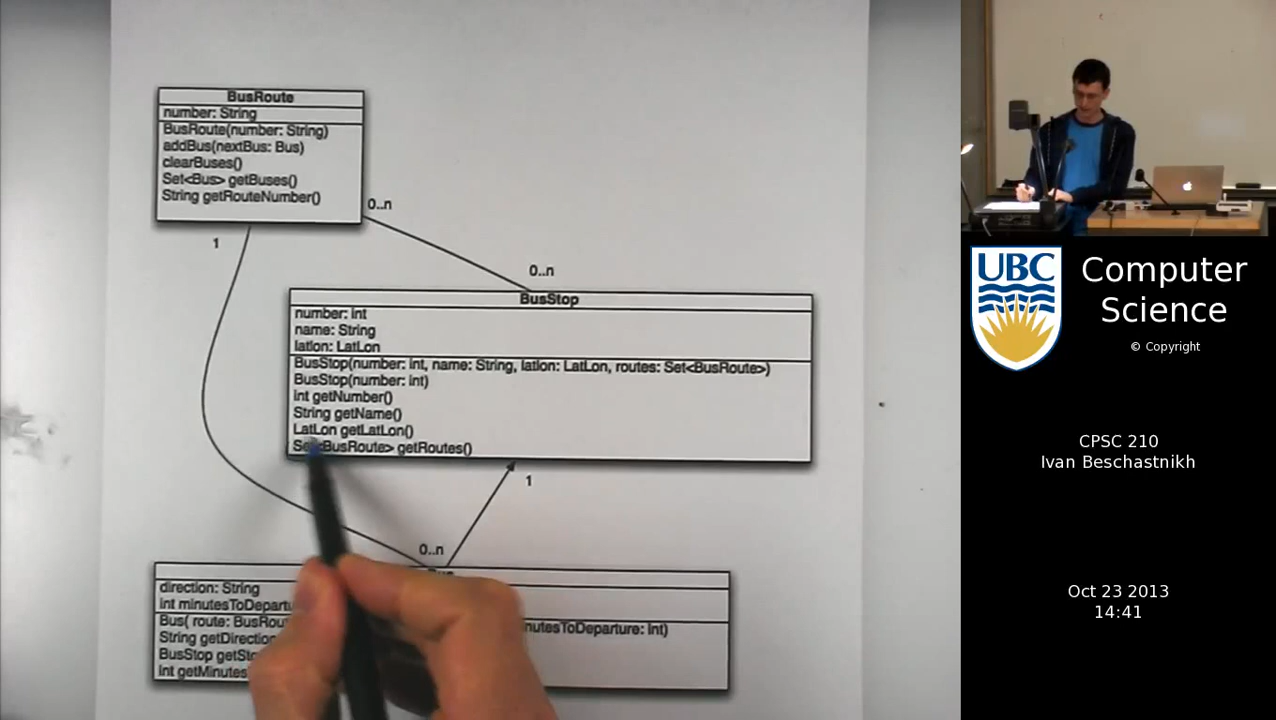 BusRoute
number: String
BusRoute(number: String)
addBus(nextBus: Bus)
clearBuses()
Set<Bus> getBuses()
String getRouteNumber()
0..n
1
0..n
BusStop
number: int
name: String
latlon: LatLon
BusStop(number: int, name: String, latlon: LatLon, routes: Set<BusRoute>)
BusStop(number: int)
int getNumber()
String getName()
LatLon getLatLon()
Set<BusRoute> getRoutes()
1
0..n
direction: String
int
Bus( route:
String
BusStop
int
int)
UBC
Computer
Science
© Copyright
CPSC 210
Ivan Beschastnikh
Oct 23 2013
14:41